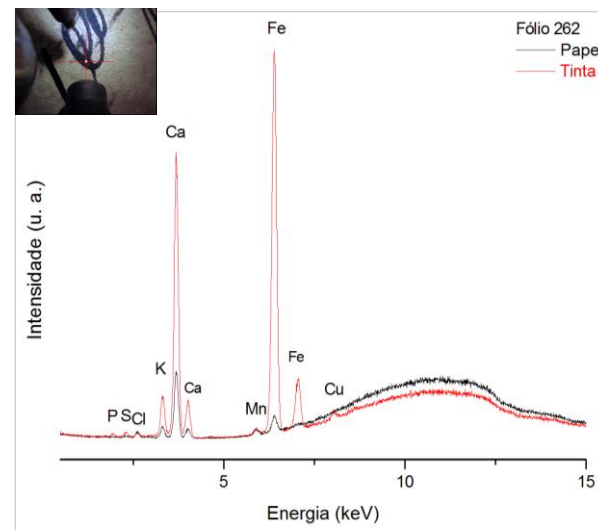 Fólio 262
Pape
Tinta
Fe
Ca
K
Ca
P
S
Cl
Mn
Fe
Cu
Intensidade (u. a.)
5
10
15
Energia (keV)